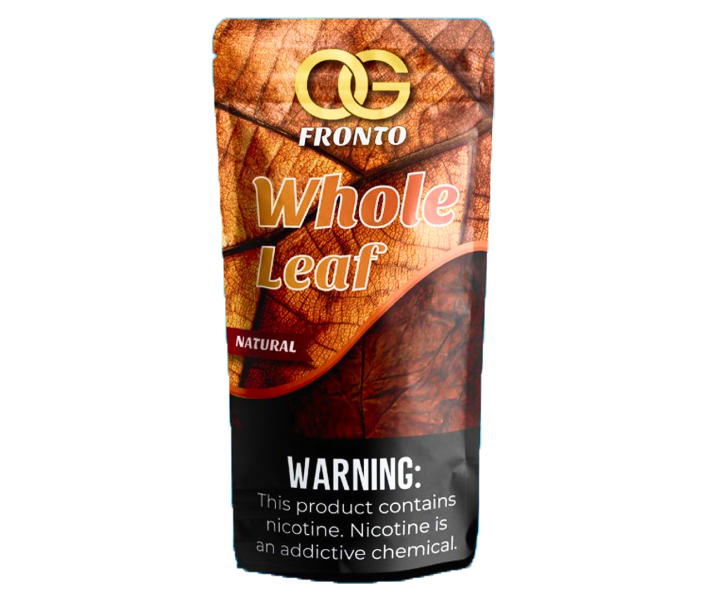 OG
FRONTO
Whole
Leaf
NATURAL
WARNING:
This product contains
nicotine. Nicotine is
an addictive chemical.